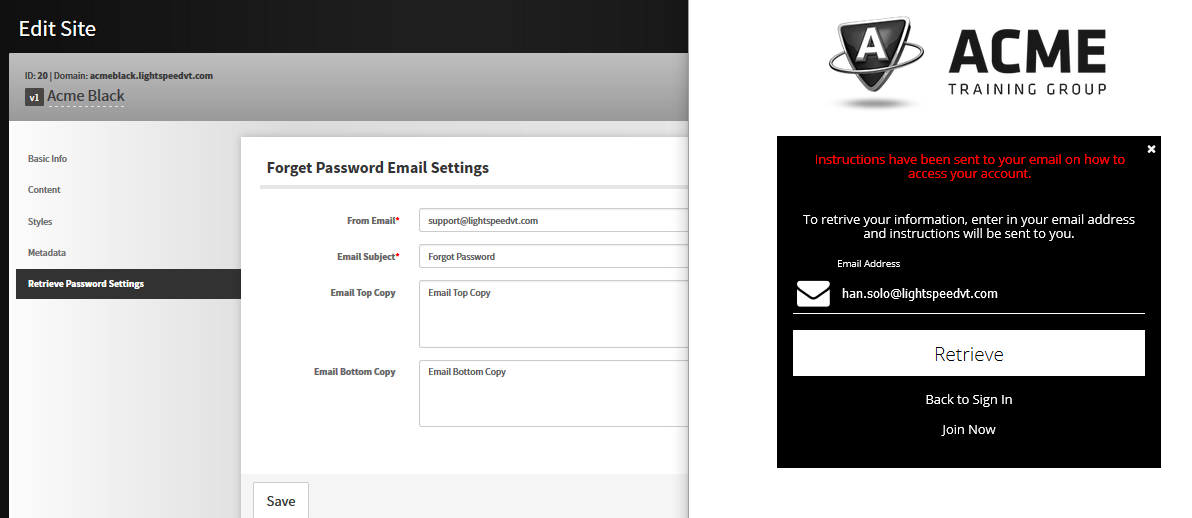 Edit Site
ID: 20 | Domain: acmeblack.lightspeedvt.com
v1 Acme Black
Basic Info
Content
Styles
Metadata
Retrieve Password Settings
Forget Password Email Settings
From Email* support@lightspeedvt.com
Email Subject* Forgot Password
Email Top Copy Email Top Copy
Email Bottom Copy Email Bottom Copy
Save
A
ACME
TRAINING GROUP
Instructions have been sent to your email on how to
access your account.
To retrive your information, enter in your email address
and instructions will be sent to you.
Email Address
han.solo@lightspeedvt.com
Retrieve
Back to Sign In
Join Now